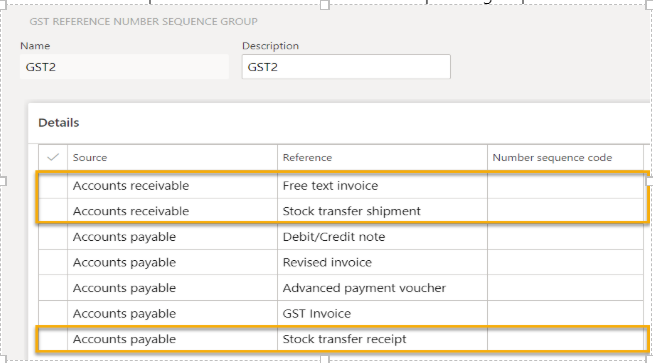 GST REFERENCE NUMBER SEQUENCE GROUP
Name Description
GST2 GST2
Details
Source Reference Number sequence code
Accounts receivable Free text invoice
Accounts receivable Stock transfer shipment
Accounts payable Debit/Credit note
Accounts payable Revised invoice
Accounts payable Advanced payment voucher
Accounts payable GST Invoice
Accounts payable Stock transfer receipt